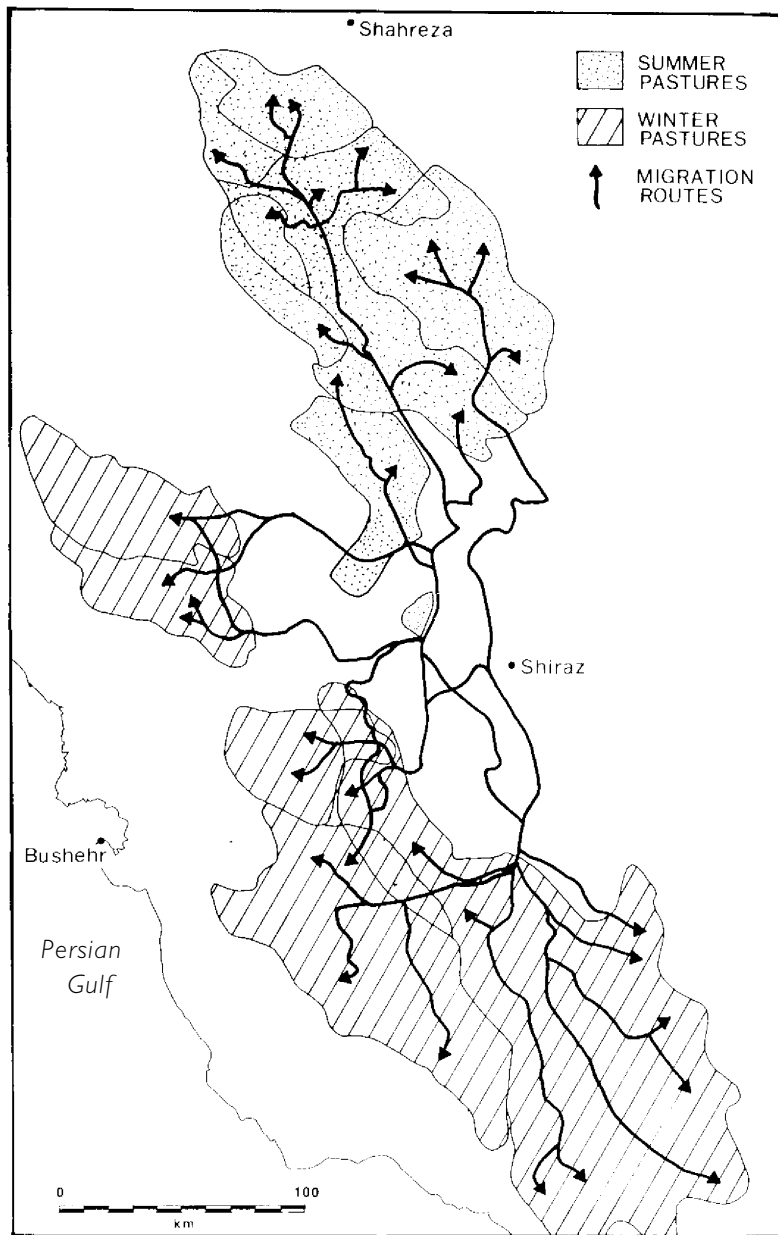 Shahreza
SUMMER
PASTURES
WINTER
PASTURES
MIGRATION
ROUTES
Shiraz
Bushehr
Persian
Gulf
0 100
km